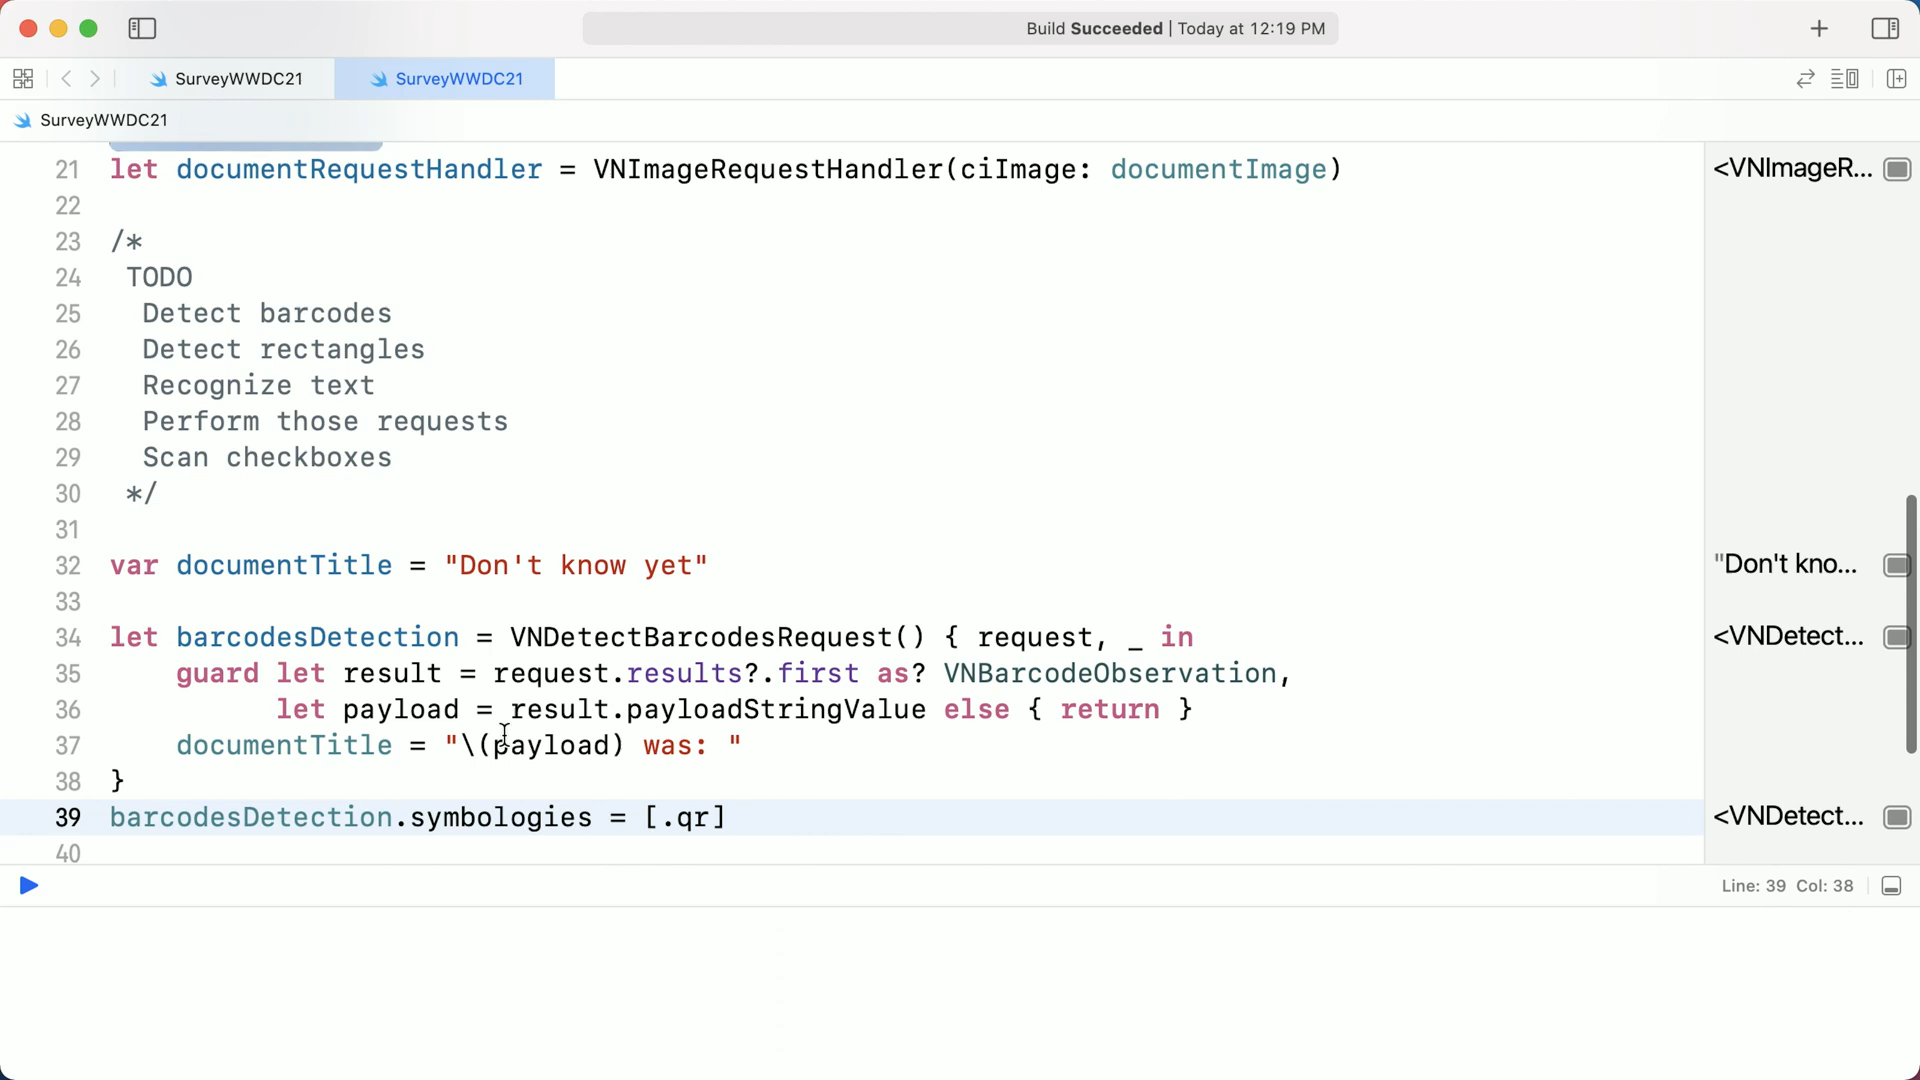 Build Succeeded | Today at 12:19 PM
SurveyWWDC21
SurveyWWDC21
SurveyWWDC21
21 let documentRequestHandler = VNImageRequestHandler(ciImage: documentImage) <VNImageR...
22
23 /*
24 TODO
25 Detect barcodes
26 Detect rectangles
27 Recognize text
28 Perform those requests
29 Scan checkboxes
30 */
31
32 var documentTitle = "Don't know yet" "Don't kno...
33
34 let barcodesDetection = VNDetectBarcodesRequest() { request, _ in <VNDetect...
35 guard let result = request.results?.first as? VNBarcodeObservation,
36 let payload = result.payloadStringValue else { return }
37 documentTitle = "\(payload) was: "
38 }
39 barcodesDetection.symbologies = [.qr] <VNDetect...
40
Line: 39 Col: 38